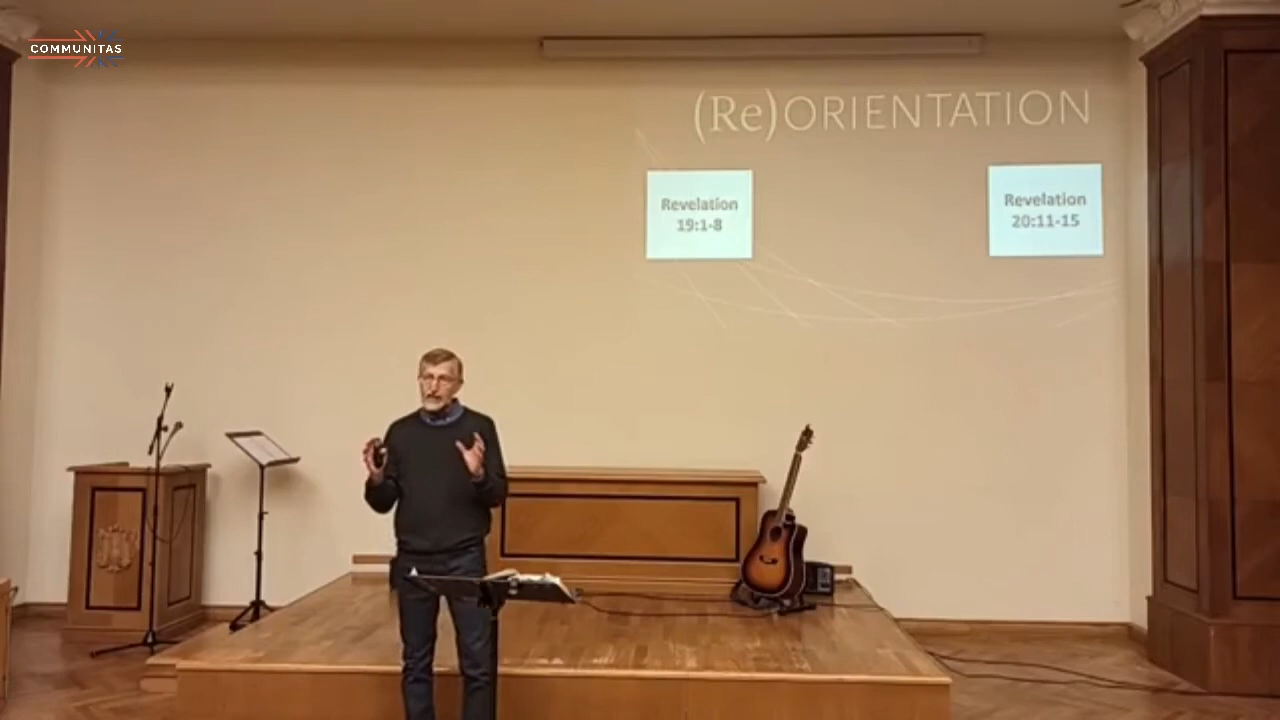 COMMUNITAS
(Re)ORIENTATION
Revelation
19:1-8
Revelation
20:11-15